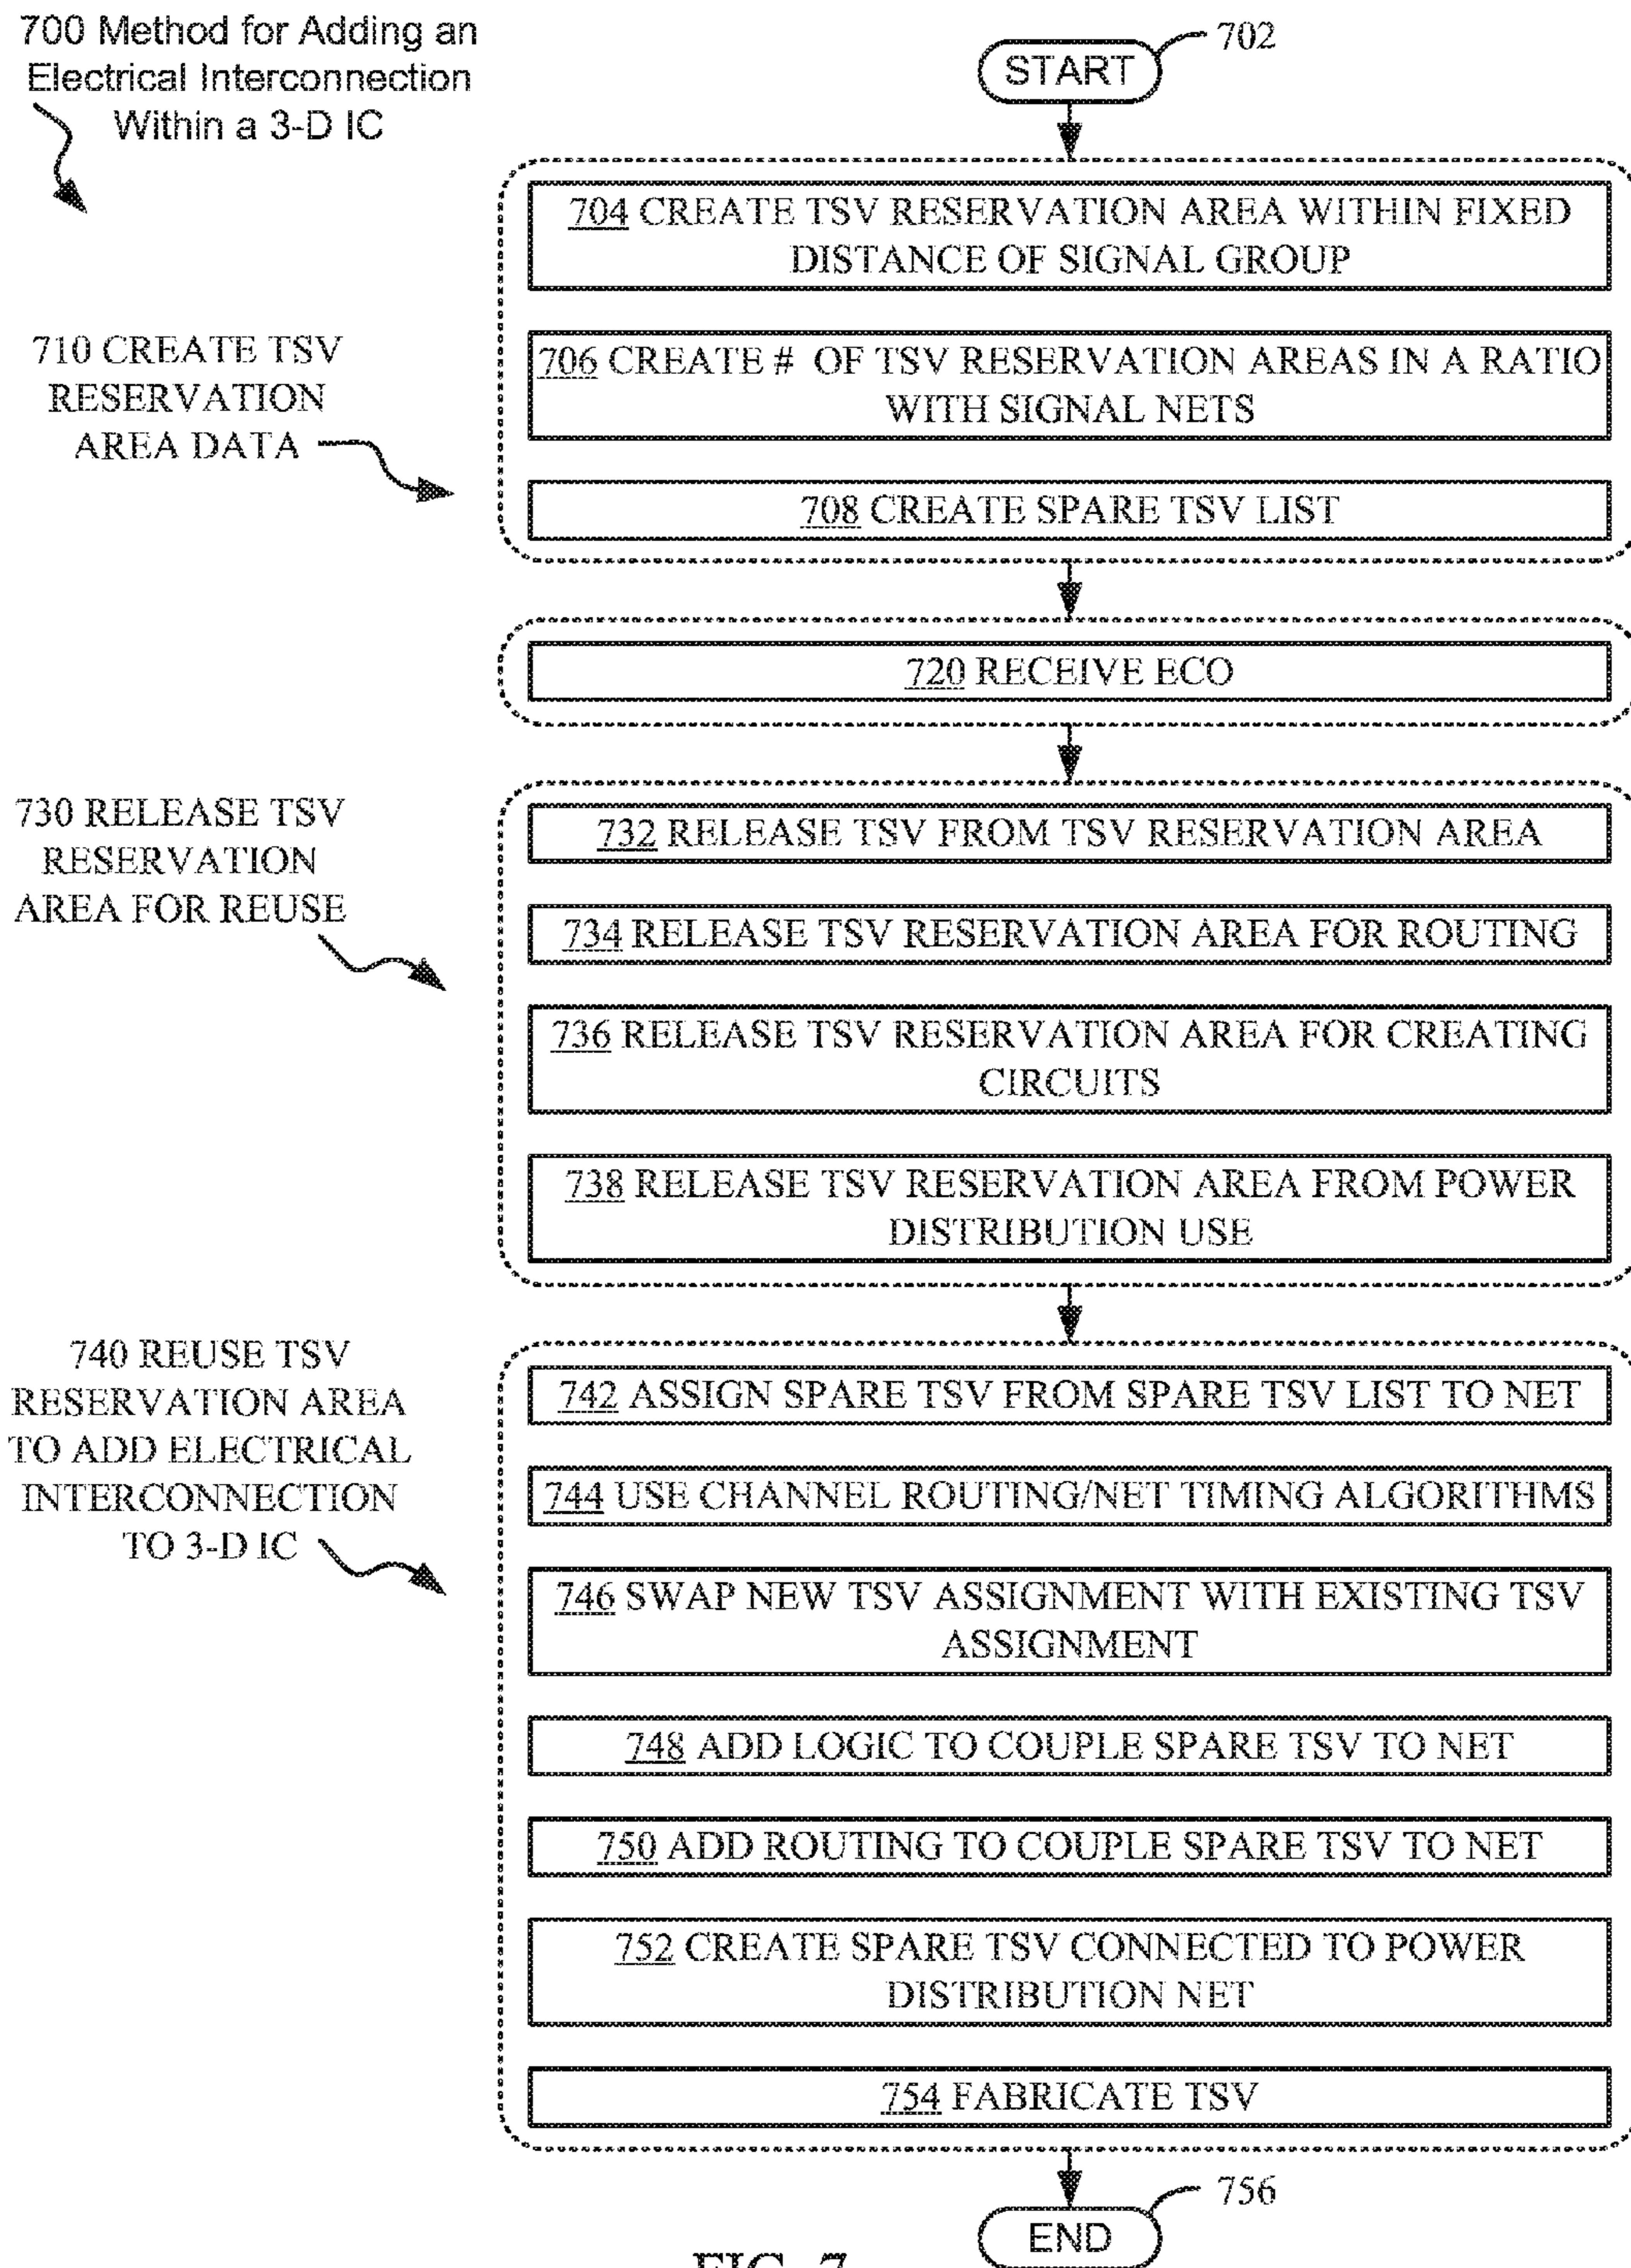 700 Method for Adding an
Electrical Interconnection
Within a 3-D IC
START
702
704 CREATE TSV RESERVATION AREA WITHIN FIXED
DISTANCE OF SIGNAL GROUP
706 CREATE # OF TSV RESERVATION AREAS IN A RATIO
WITH SIGNAL NETS
708 CREATE SPARE TSV LIST
710 CREATE TSV
RESERVATION
AREA DATA
720 RECEIVE ECO
730 RELEASE TSV
RESERVATION
AREA FOR REUSE
732 RELEASE TSV FROM TSV RESERVATION AREA
734 RELEASE TSV RESERVATION AREA FOR ROUTING
736 RELEASE TSV RESERVATION AREA FOR CREATING
CIRCUITS
738 RELEASE TSV RESERVATION AREA FROM POWER
DISTRIBUTION USE
740 REUSE TSV
RESERVATION AREA
TO ADD ELECTRICAL
INTERCONNECTION
TO 3-D IC
742 ASSIGN SPARE TSV FROM SPARE TSV LIST TO NET
744 USE CHANNEL ROUTING/NET TIMING ALGORITHMS
746 SWAP NEW TSV ASSIGNMENT WITH EXISTING TSV
ASSIGNMENT
748 ADD LOGIC TO COUPLE SPARE TSV TO NET
750 ADD ROUTING TO COUPLE SPARE TSV TO NET
752 CREATE SPARE TSV CONNECTED TO POWER
DISTRIBUTION NET
754 FABRICATE TSV
756
END
FIG. 7